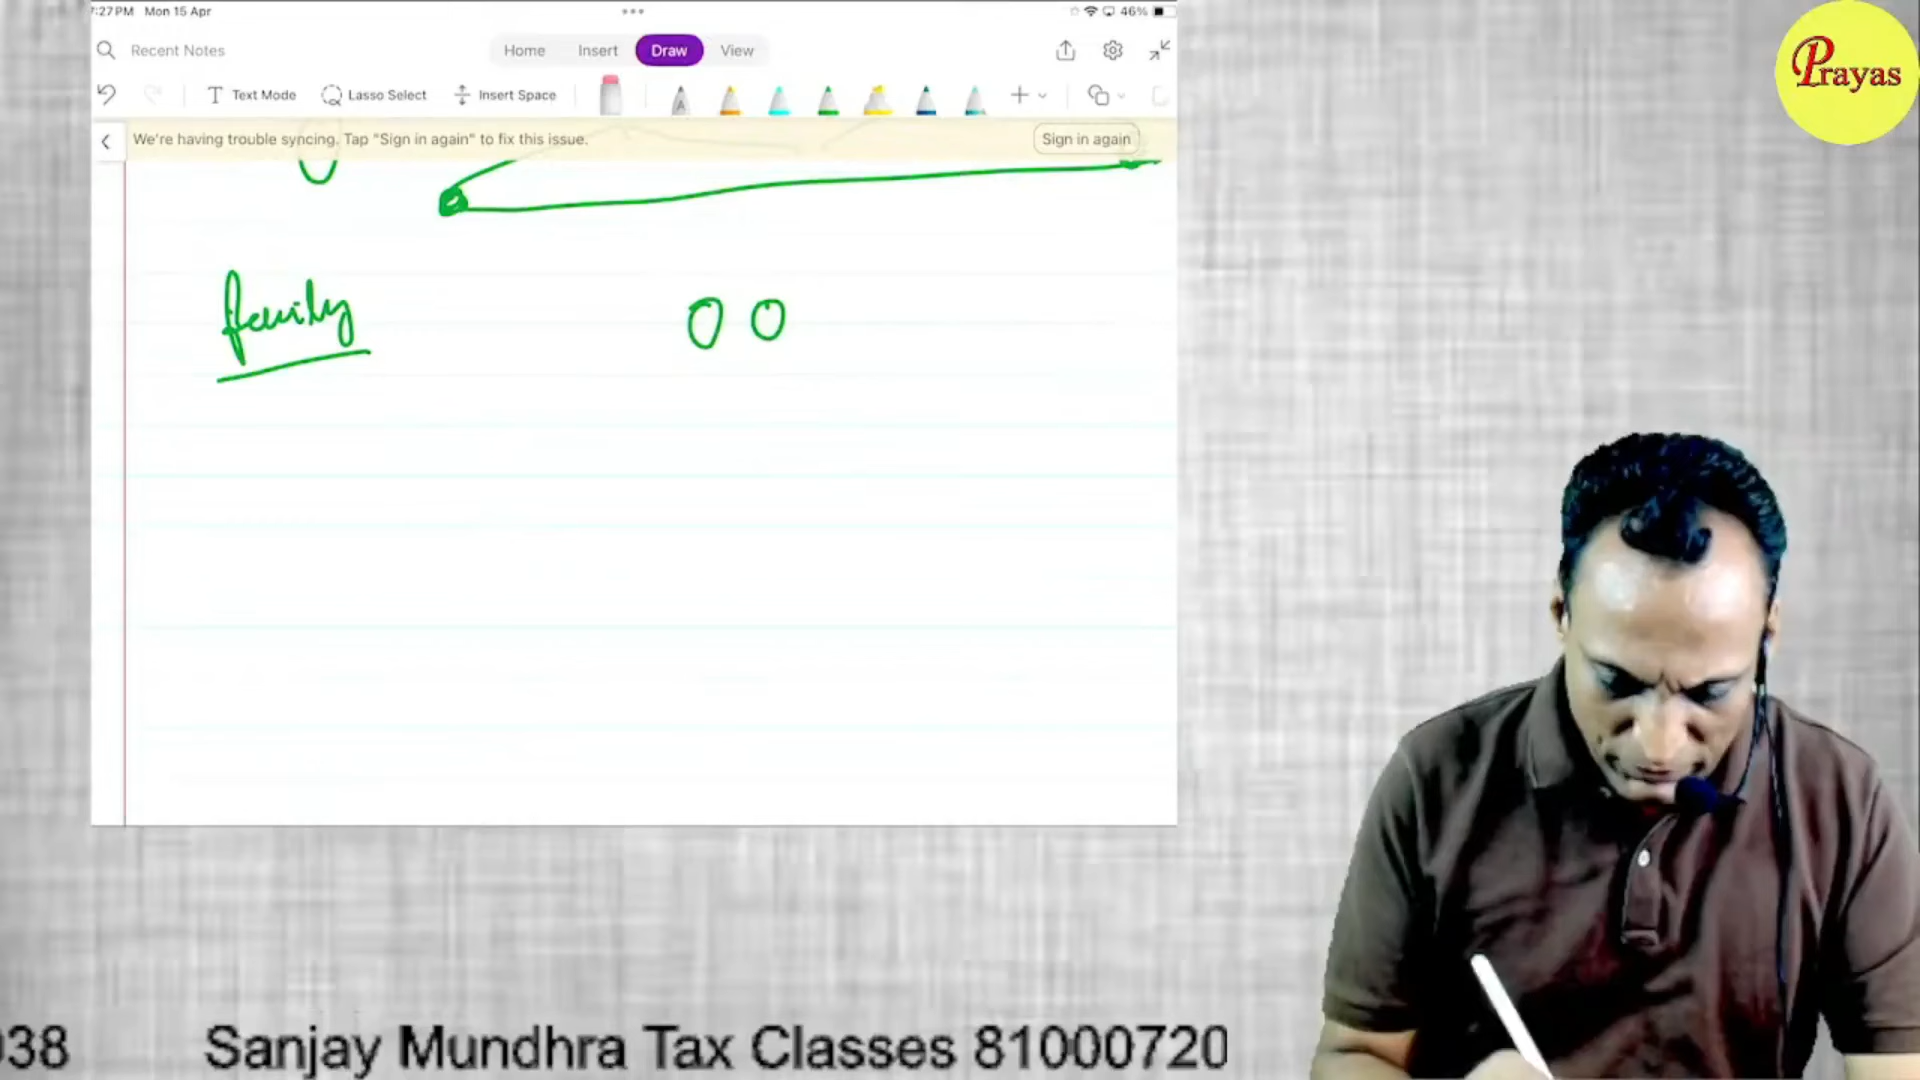 7:27 PM Mon 15 Apr
46%
Recent Notes
Home Insert Draw View
Text Mode Lasso Select Insert Space
A
We're having trouble syncing. Tap "Sign in again" to fix this issue.
Sign in again
family
0 0
Prayas
038 Sanjay Mundhra Tax Classes 81000720